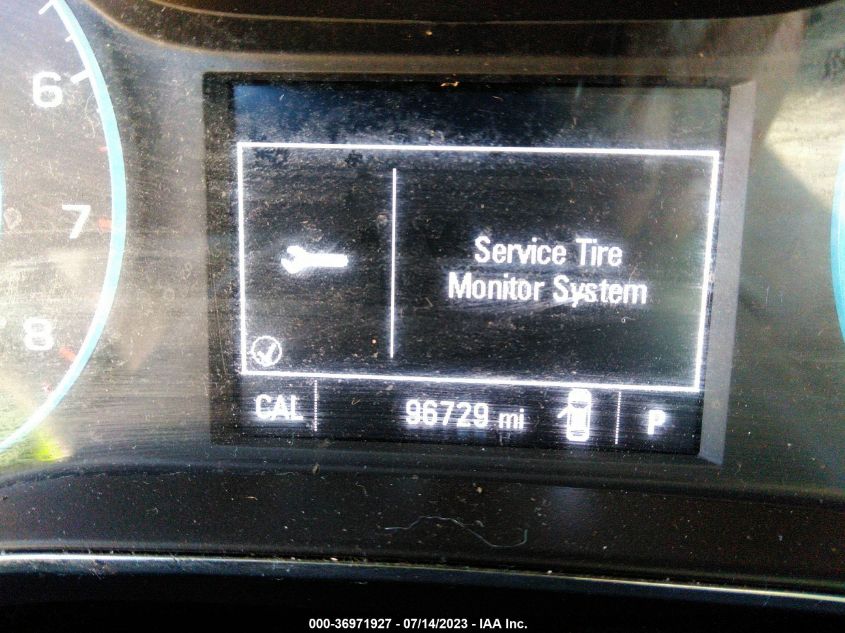 6
7
8
Service Tire
Monitor System
CAL 96729 mi P
000-36971927 - 07/14/2023 - IAA Inc.